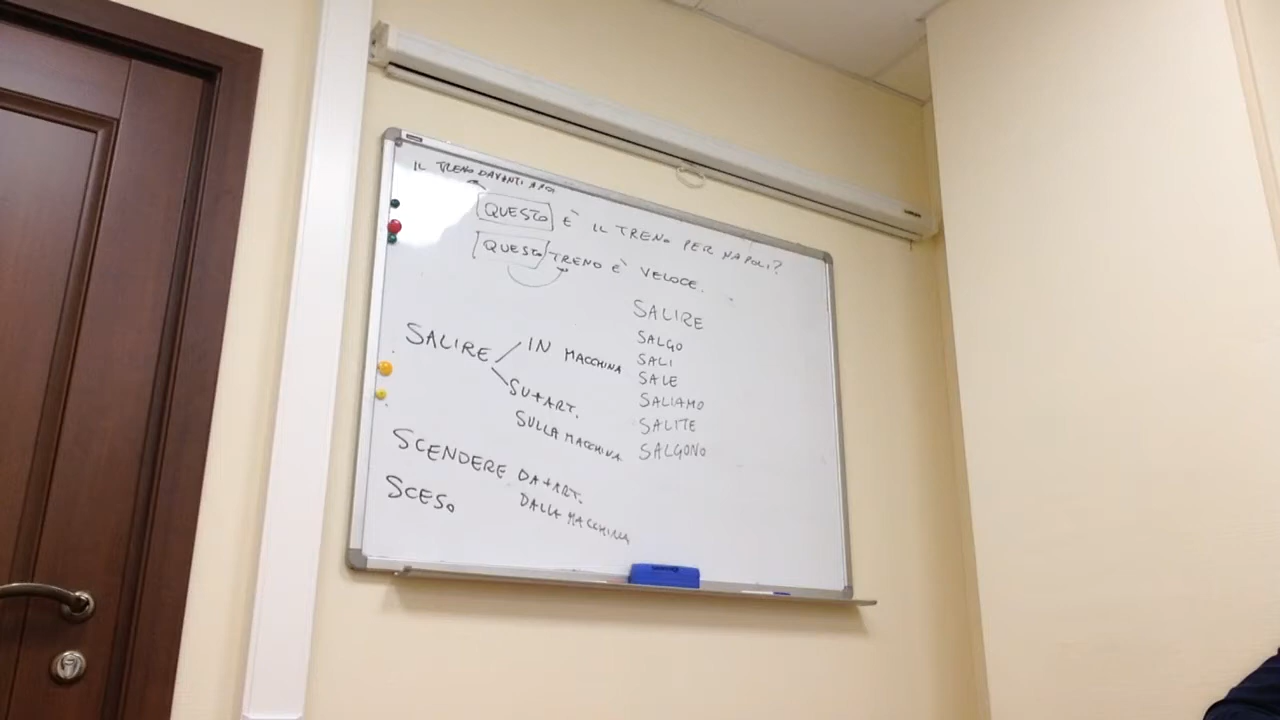 IL TRENO DAVANTI A NOI
QUESTO È IL TRENO PER NAPOLI?
QUESTO TRENO È VELOCE.
SALIRE
SALGO
SALI
SALE
SALIAMO
SALITE
SALGONO
SALIRE
IN MACCHINA
SU+ART.
SULLA MACCHINA
SCENDERE DA+ART.
DALLA MACCHINA
SCESO